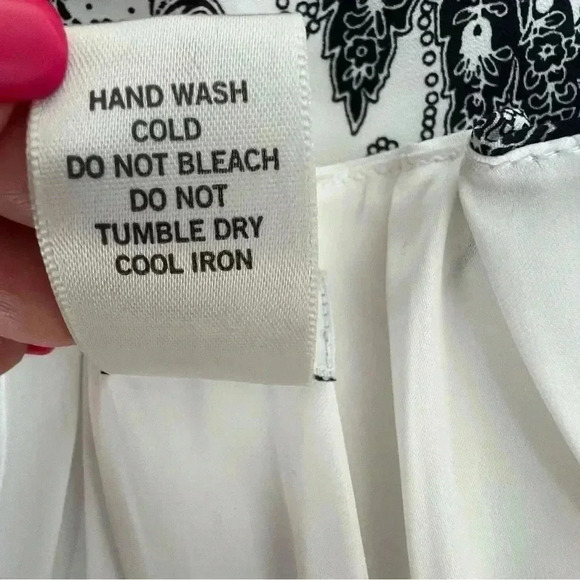 HAND WASH
COLD
DO NOT BLEACH
DO NOT
TUMBLE DRY
COOL IRON